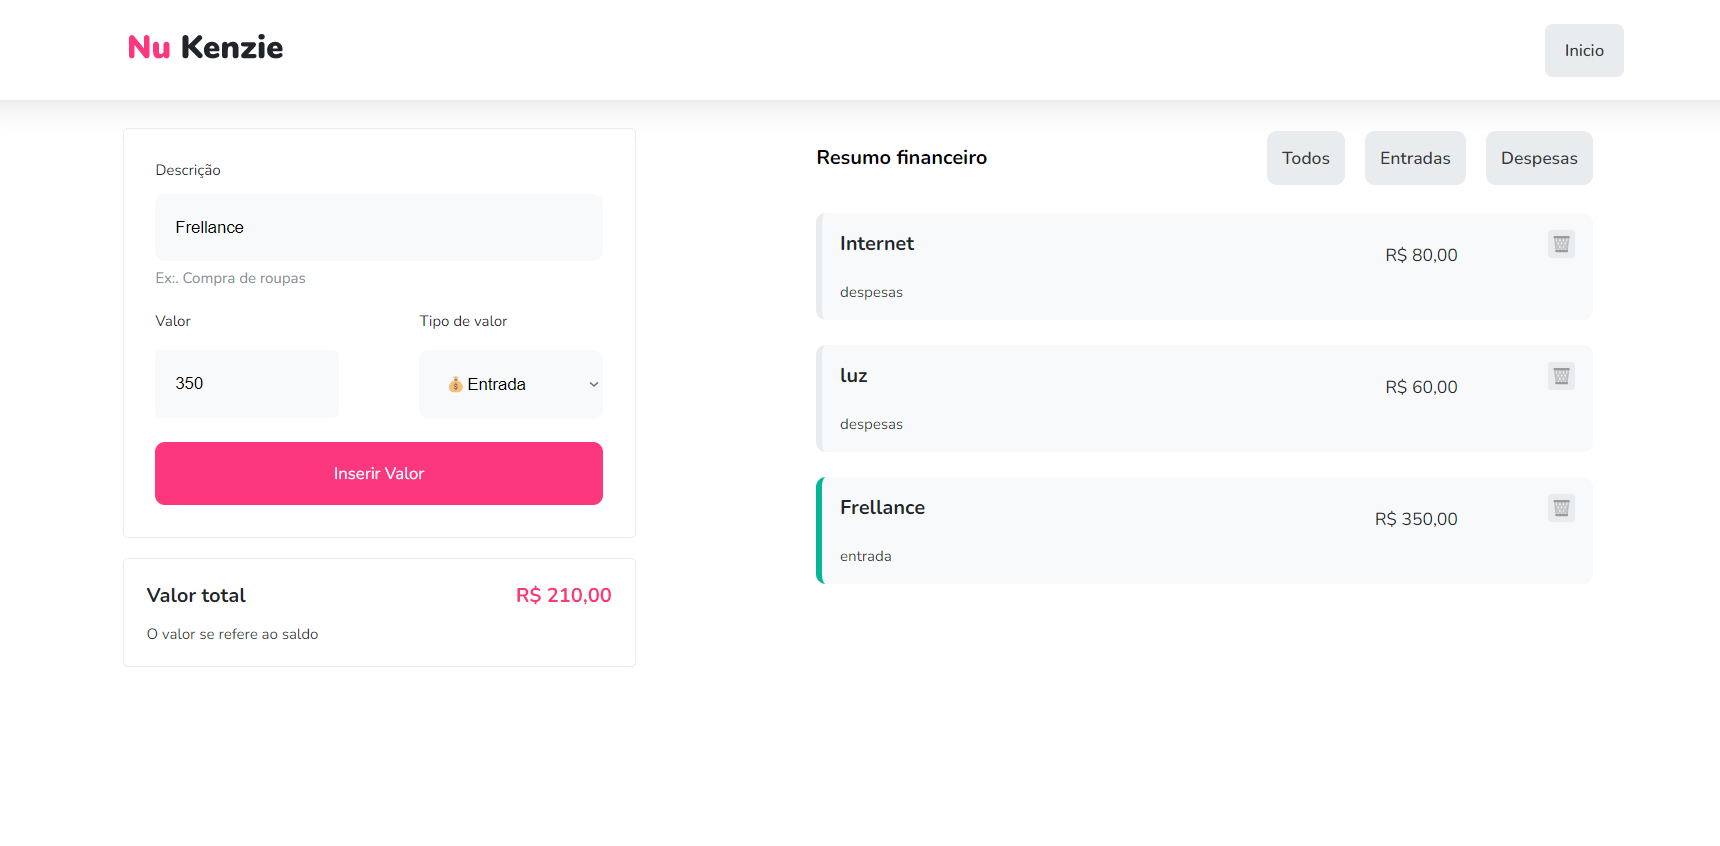 Nu Kenzie
Inicio
Descrição
Frellance
Ex:. Compra de roupas
Valor
Tipo de valor
350
Entrada
Inserir Valor
Valor total
R$ 210,00
O valor se refere ao saldo
Resumo financeiro
Todos
Entradas
Despesas
Internet
R$ 80,00
despesas
luz
R$ 60,00
despesas
Frellance
R$ 350,00
entrada